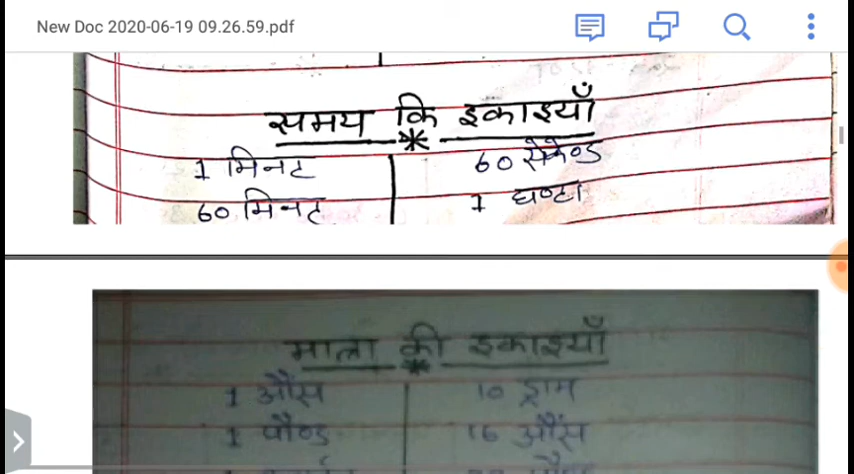 New Doc 2020-06-19 09.26.59.pdf
समय कि इकाइयाँ
1 मिनट 60 सेकेण्ड
60 मिनट 1 घण्टा
मात्रा की इकाइयाँ
1 औंस 10 ड्राम
1 पौण्ड 16 औंस